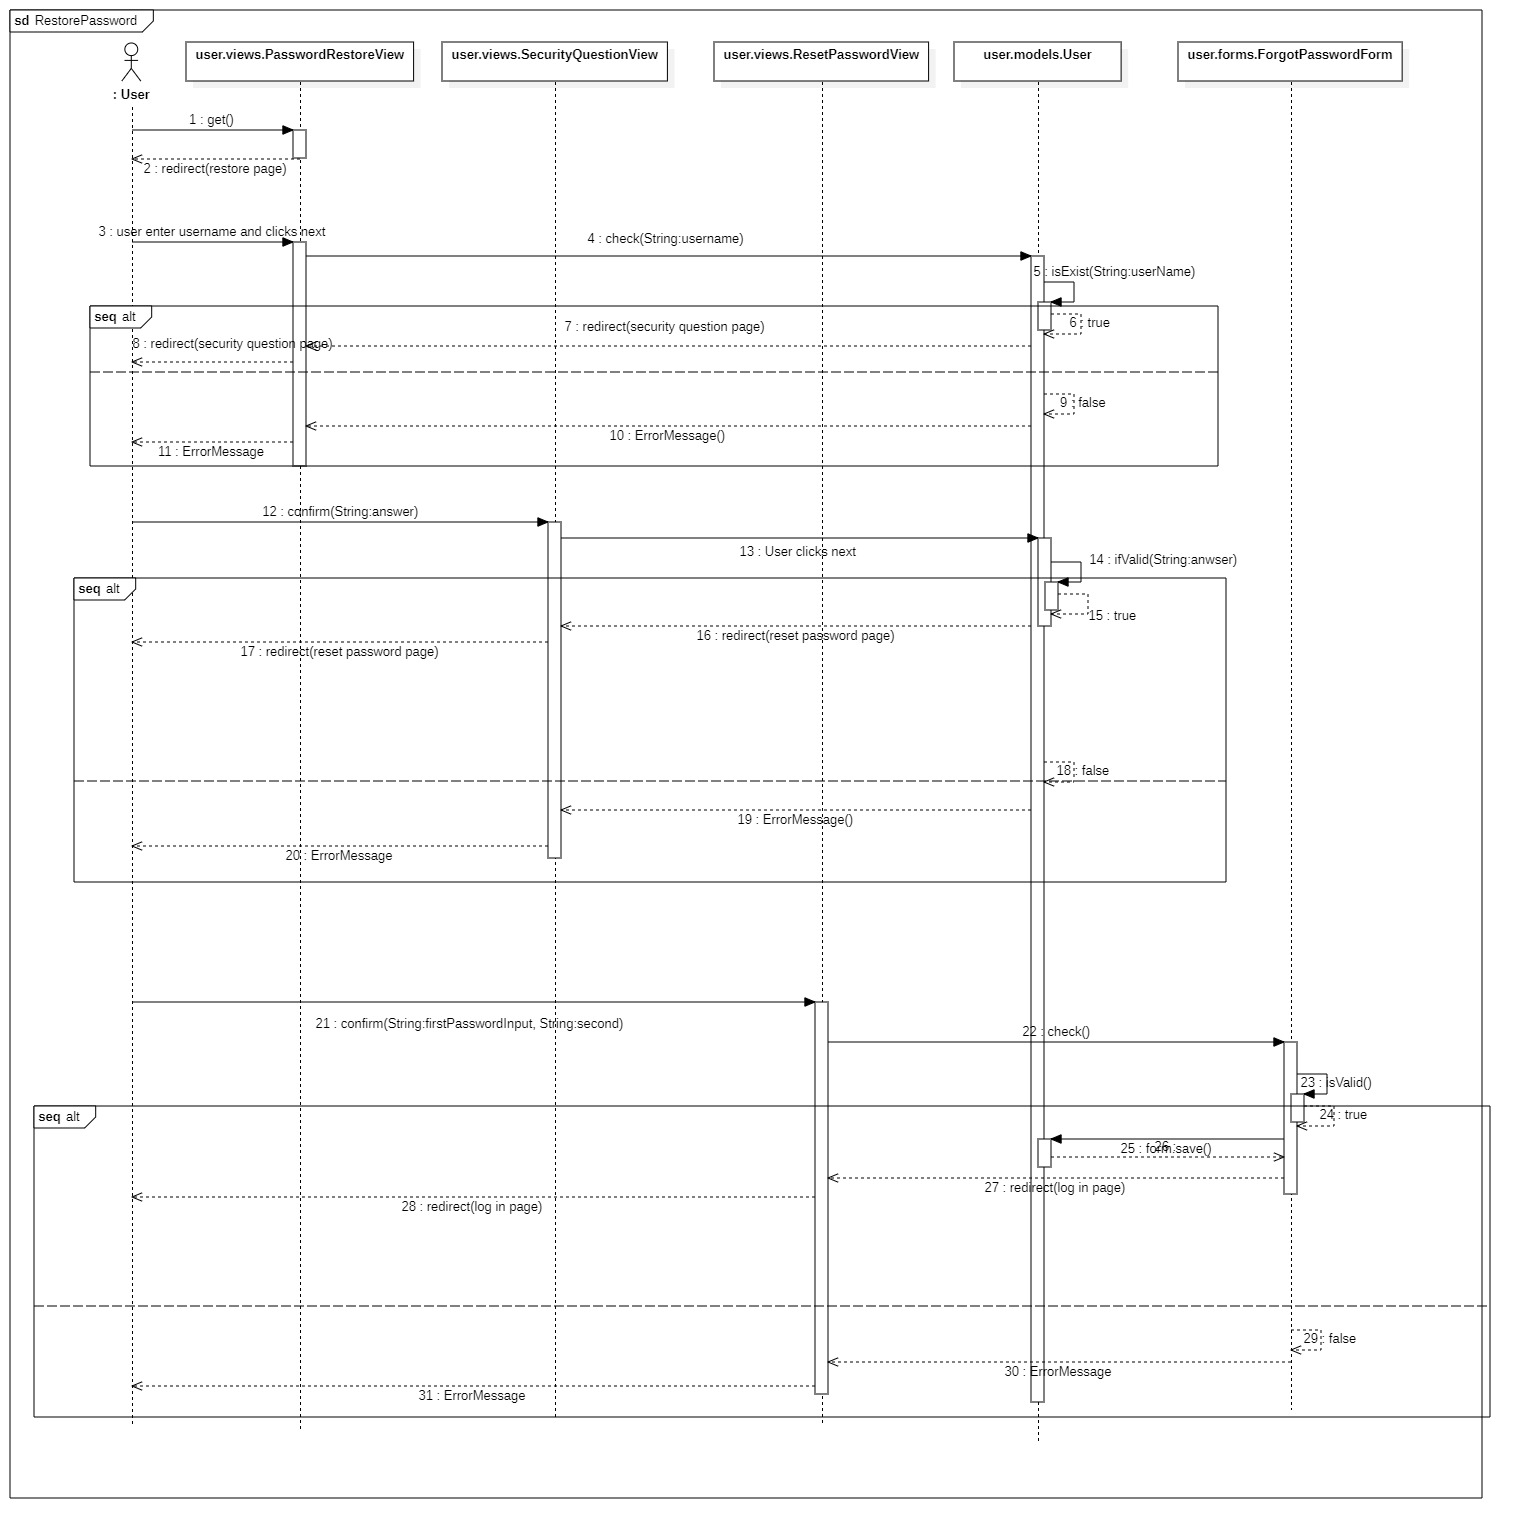 sd RestorePassword
user.views.PasswordRestoreView
user.views.SecurityQuestionView
user.views.ResetPasswordView
user.models.User
user.forms.ForgotPasswordForm
: User
1 : get()
2 : redirect(restore page)
3 : user enter username and clicks next
4 : check(String:username)
5 : isExist(String:userName)
seq alt
6 : true
7 : redirect(security question page)
8 : redirect(security question page)
9 : false
10 : ErrorMessage()
11 : ErrorMessage
12 : confirm(String:answer)
13 : User clicks next
14 : ifValid(String:anwser)
seq alt
15 : true
16 : redirect(reset password page)
17 : redirect(reset password page)
18 : false
19 : ErrorMessage()
20 : ErrorMessage
21 : confirm(String:firstPasswordInput, String:second)
22 : check()
23 : isValid()
seq alt
24 : true
25 : form.save()
26 :
27 : redirect(log in page)
28 : redirect(log in page)
29 : false
30 : ErrorMessage
31 : ErrorMessage